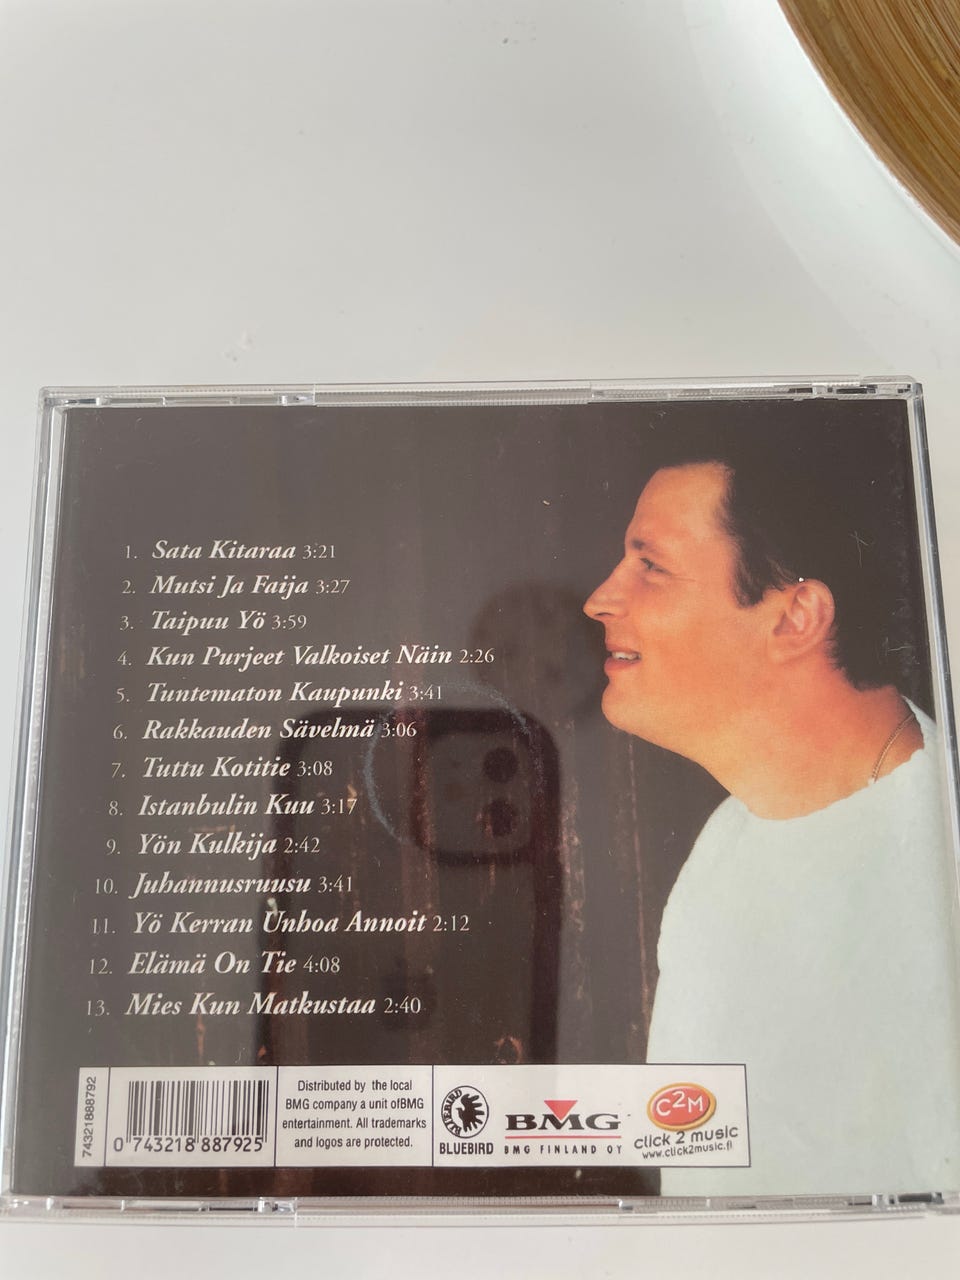 1. Sata Kitaraa 3:21
2. Mutsi Ja Faija 3:27
3. Taipuu Yö 3:59
4. Kun Purjeet Valkoiset Näin 2:26
5. Tuntematon Kaupunki 3:41
6. Rakkauden Sävelmä 3:06
7. Tuttu Kotitie 3:08
8. Istanbulin Kuu 3:17
9. Yön Kulkija 2:42
10. Juhannusruusu 3:41
11. Yö Kerran Unhoa Annoit 2:12
12. Elämä On Tie 4:08
13. Mies Kun Matkustaa 2:40
74321888792
0 743218 887925
Distributed by the local
BMG company a unit ofBMG
entertainment. All trademarks
and logos are protected.
BLUEBIRD
BLUEBIRD
BMG
BMG FINLAND OY
C2M
click 2 music
www.click2music.fi